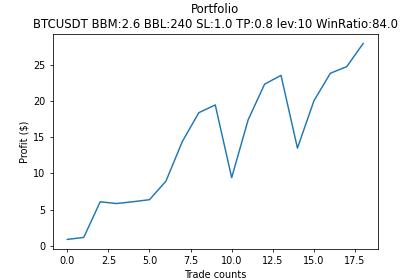 Portfolio
BTCUSDT BBM:2.6 BBL:240 SL:1.0 TP:0.8 lev:10 WinRatio:84.0
25
20
15
10
5
0
Profit ($)
0.0 2.5 5.0 7.5 10.0 12.5 15.0 17.5
Trade counts